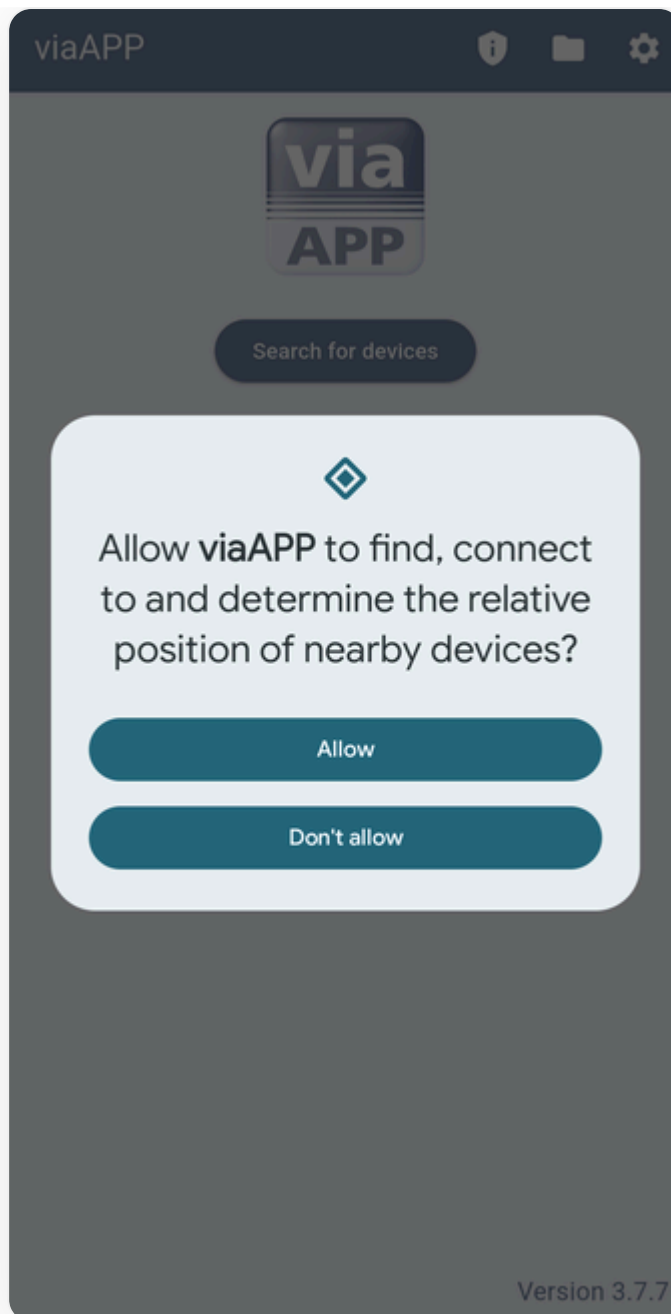 viaAPP
via
APP
Search for devices
Allow viaAPP to find, connect
to and determine the relative
position of nearby devices?
Allow
Don't allow
Version 3.7.7